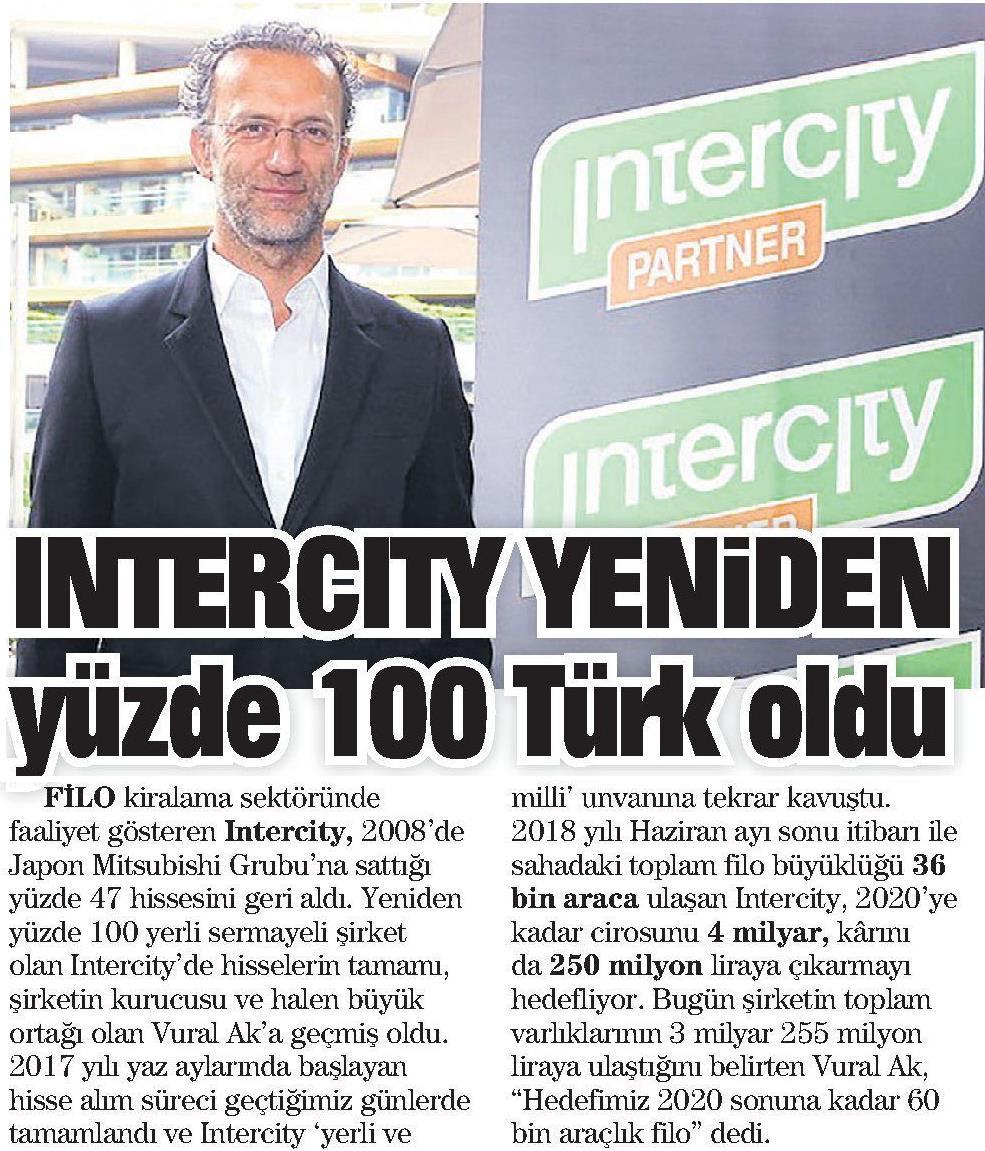 intercity
PARTNER
intercity
INTERCITY YENİDEN
yüzde 100 Türk oldu
FİLO kiralama sektöründe
faaliyet gösteren Intercity, 2008'de
Japon Mitsubishi Grubu'na sattığı
yüzde 47 hissesini geri aldı. Yeniden
yüzde 100 yerli sermayeli şirket
olan Intercity'de hisselerin tamamı,
şirketin kurucusu ve halen büyük
ortağı olan Vural Ak'a geçmiş oldu.
2017 yılı yaz aylarında başlayan
hisse alım süreci geçtiğimiz günlerde
tamamlandı ve Intercity 'yerli ve
milli' unvanına tekrar kavuştu.
2018 yılı Haziran ayı sonu itibarı ile
sahadaki toplam filo büyüklüğü 36
bin araca ulaşan Intercity, 2020'ye
kadar cirosunu 4 milyar, kârını
da 250 milyon liraya çıkarmayı
hedefliyor. Bugün şirketin toplam
varlıklarının 3 milyar 255 milyon
liraya ulaştığını belirten Vural Ak,
"Hedefimiz 2020 sonuna kadar 60
bin araçlık filo" dedi.